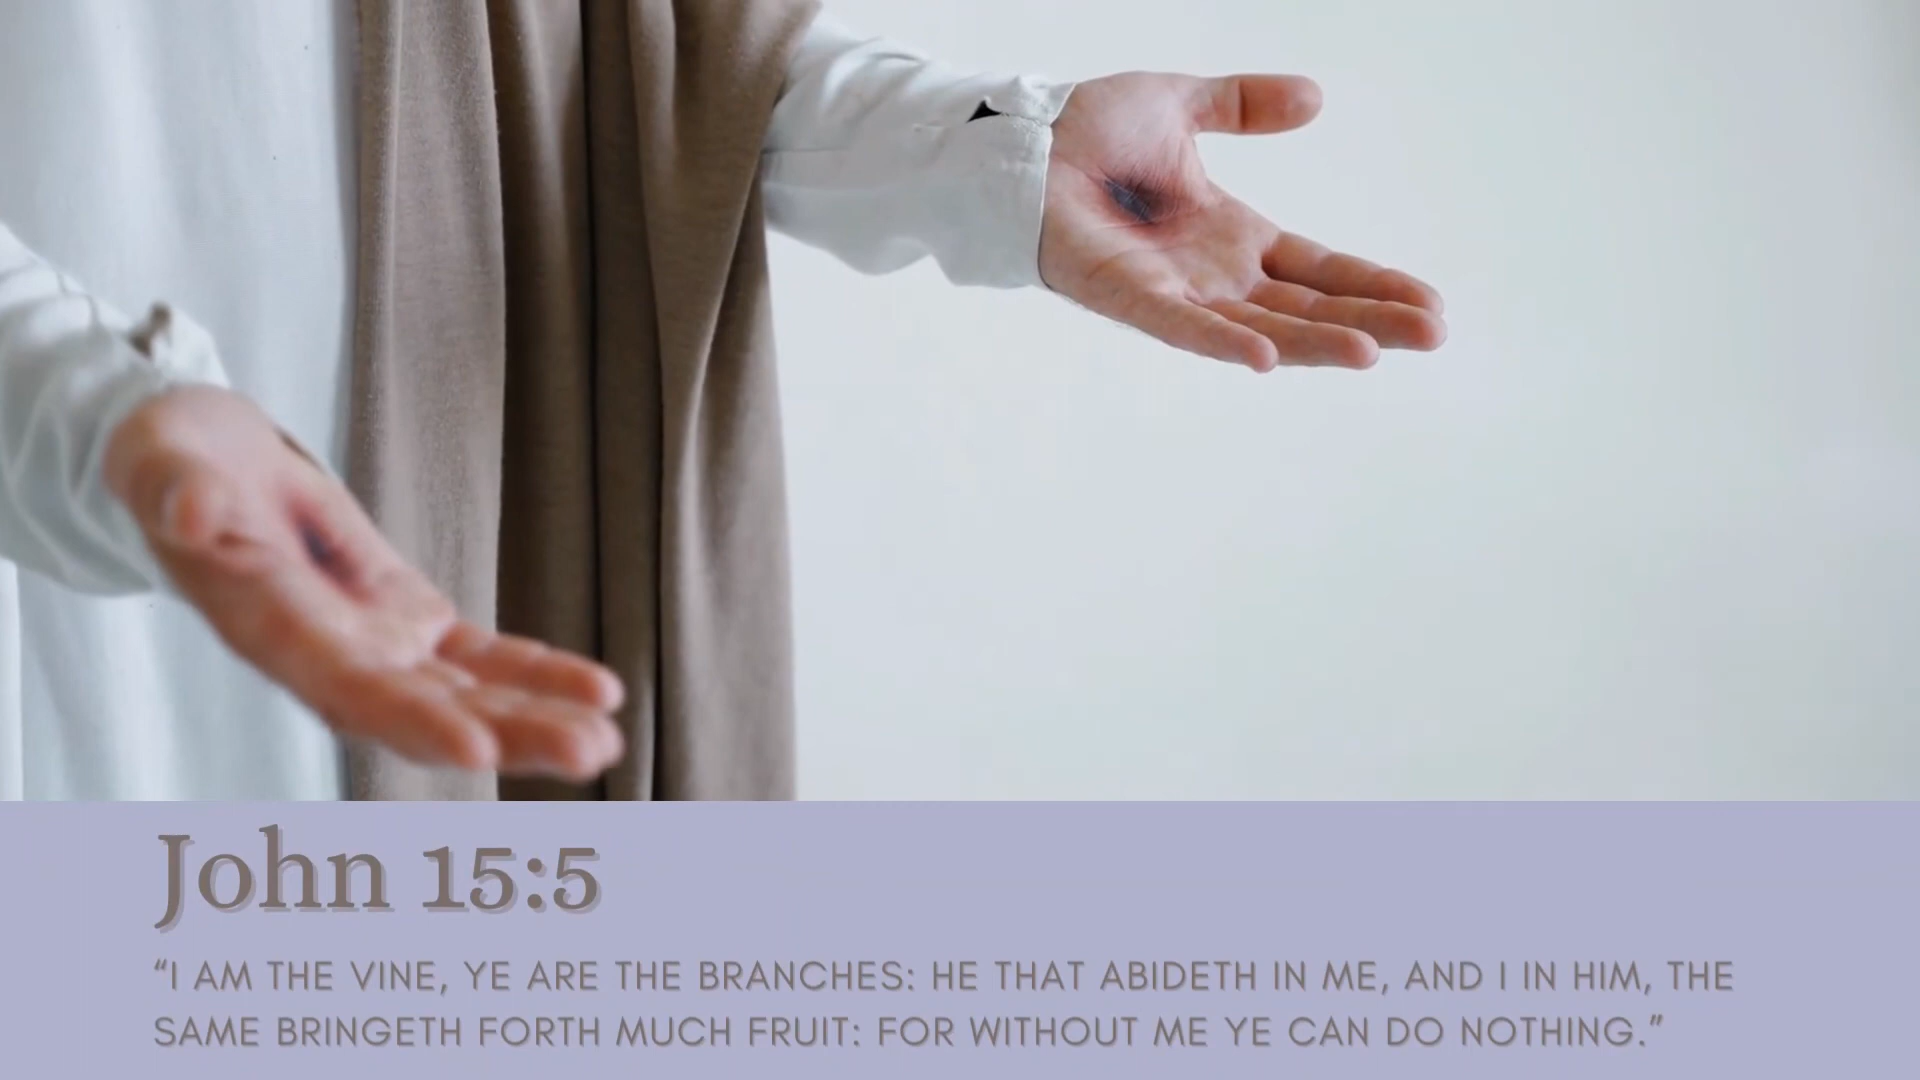 John 15:5
“I AM THE VINE, YE ARE THE BRANCHES: HE THAT ABIDETH IN ME, AND I IN HIM, THE
SAME BRINGETH FORTH MUCH FRUIT: FOR WITHOUT ME YE CAN DO NOTHING.”